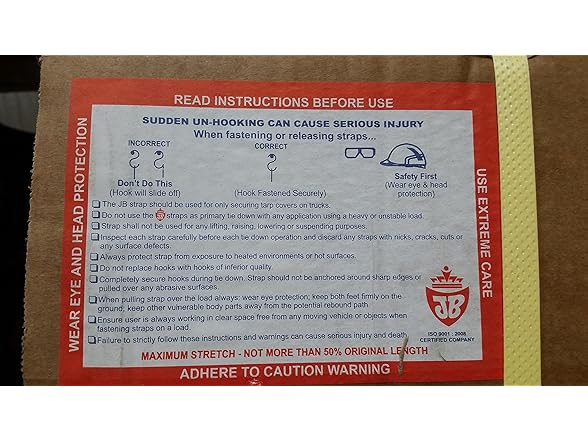 READ INSTRUCTIONS BEFORE USE
WEAR EYE AND HEAD PROTECTION
USE EXTREME CARE
SUDDEN UN-HOOKING CAN CAUSE SERIOUS INJURY
When fastening or releasing straps...
INCORRECT
CORRECT
Don't Do This
(Hook will slide off)
(Hook Fastened Securely)
Safety First
(Wear eye & head
protection)
The JB strap should be used for only securing tarp covers on trucks.
Do not use the JB straps as primary tie down with any application using a heavy or unstable load.
Strap shall not be used for any lifting, raising, lowering or suspending purposes.
Inspect each strap carefully before each tie down operation and discard any straps with nicks, cracks, cuts or
any surface defects.
Always protect strap from exposure to heated environments or hot surfaces.
Do not replace hooks with hooks of inferior quality.
Completely secure hooks during tie down. Strap should not be anchored around sharp edges or
pulled over any abrasive surfaces.
When pulling strap over the load always: wear eye protection; keep both feet firmly on the
ground; keep other vulnerable body parts away from the potential rebound path.
Ensure user is always working in clear space free from any moving vehicle or objects when
fastening straps on a load.
Failure to strictly follow these instructions and warnings can cause serious injury and death.
JB
ISO 9001 : 2008
CERTIFIED COMPANY
MAXIMUM STRETCH - NOT MORE THAN 50% ORIGINAL LENGTH
ADHERE TO CAUTION WARNING